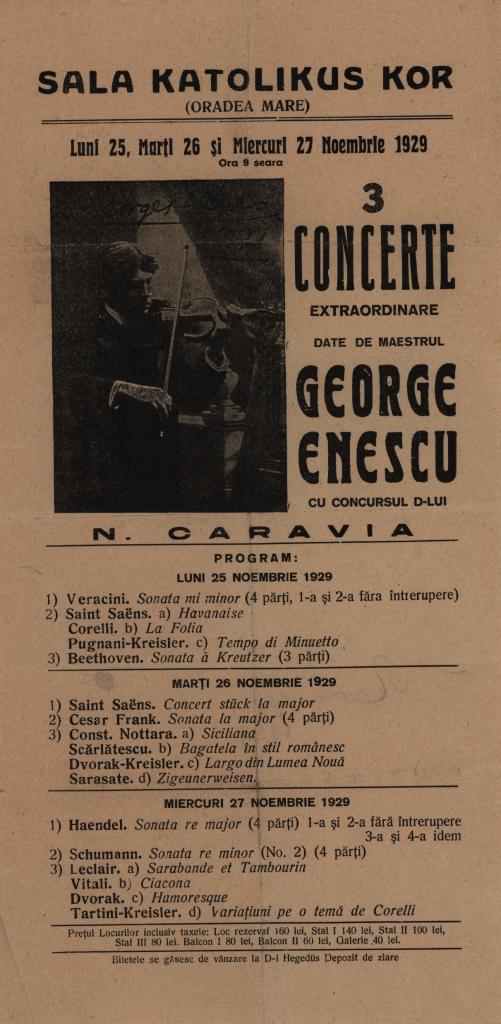 SALA KATOLIKUS KOR
(ORADEA MARE)
Luni 25, Marți 26 și Miercuri 27 Noembrie 1929
Ora 9 seara
3
CONCERTE
EXTRAORDINARE
DATE DE MAESTRUL
GEORGE
ENESCU
CU CONCURSUL D-LUI
N. CARAVIA
PROGRAM:
LUNI 25 NOEMBRIE 1929
1) Veracini. Sonata mi minor (4 părți, 1-a și 2-a făra întrerupere)
2) Saint Saëns. a) Havanaise
Corelli. b) La Folia
Pugnani-Kreisler. c) Tempo di Minuetto
3) Beethoven. Sonata à Kreutzer (3 părți)
MARȚI 26 NOEMBRIE 1929
1) Saint Saëns. Concert stück la major
2) Cesar Frank. Sonata la major (4 părți)
3) Const. Nottara. a) Siciliana
Scărlătescu. b) Bagatela în stil românesc
Dvorak-Kreisler. c) Largo din Lumea Nouă
Sarasate. d) Zigeunerweisen.
MIERCURI 27 NOEMBRIE 1929
1) Haendel. Sonata re major (4 părți) 1-a și 2-a fără întrerupere
3-a și 4-a idem
2) Schumann. Sonata re minor (No. 2) (4 părți)
3) Leclair. a) Sarabande et Tambourin
Vitali. b) Ciacona
Dvorak. c) Humoresque
Tartini-Kreisler. d) Variațiuni pe o temă de Corelli
Prețul Locurilor inclusiv taxele: Loc rezervat 160 lei, Stal I 140 lei, Stal II 100 lei,
Stal III 80 lei. Balcon I 80 lei, Balcon II 60 lei, Galerie 40 lei.
Biletele se găsesc de vânzare la D-l Hegedüs Depozit de ziare